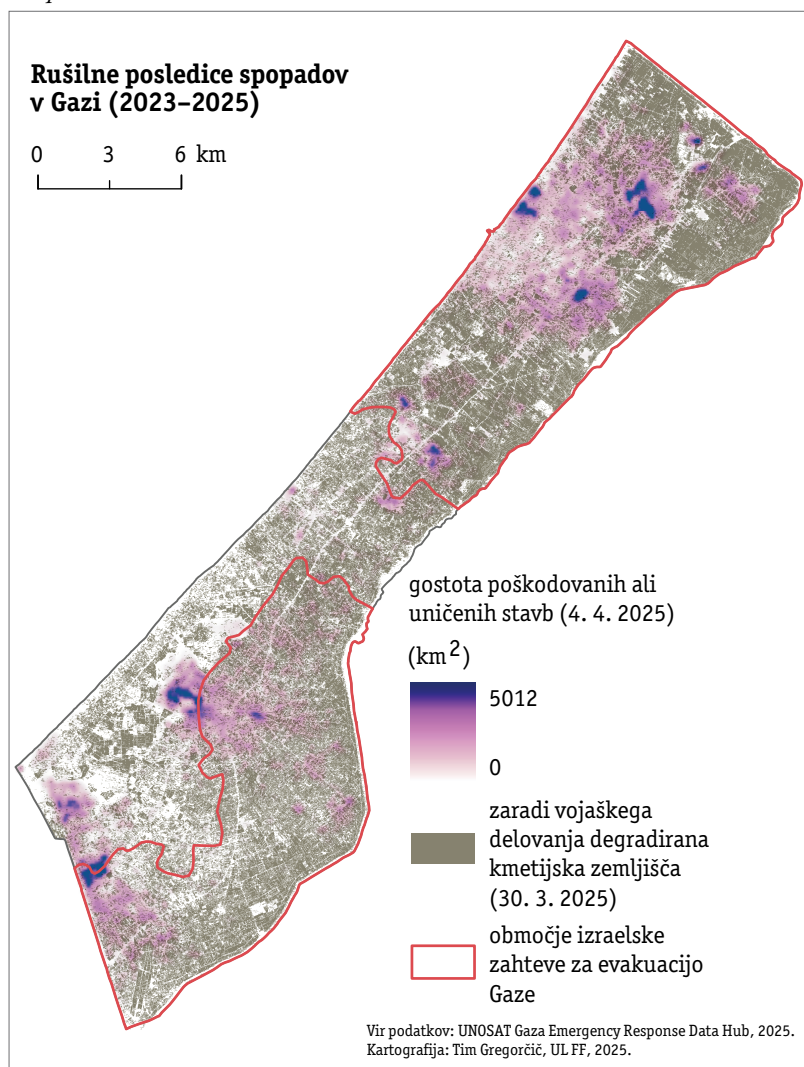 Rušilne posledice spopadov
v Gazi (2023–2025)
0 3 6 km
gostota poškodovanih ali
uničenih stavb (4. 4. 2025)
(km²)
5012
0
zaradi vojaškega
delovanja degradirana
kmetijska zemljišča
(30. 3. 2025)
območje izraelske
zahteve za evakuacijo
Gaze
Vir podatkov: UNOSAT Gaza Emergency Response Data Hub, 2025.
Kartografija: Tim Gregorčič, UL FF, 2025.